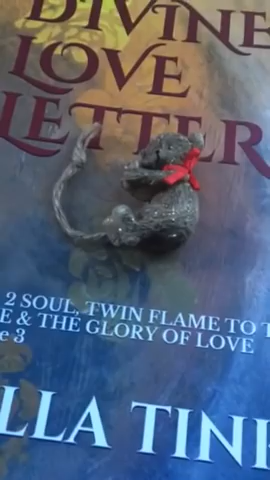 DIVINE
LOVE
LETTER
2 SOUL, TWIN FLAME TO T
E & THE GLORY OF LOVE
e 3
LLA TIN